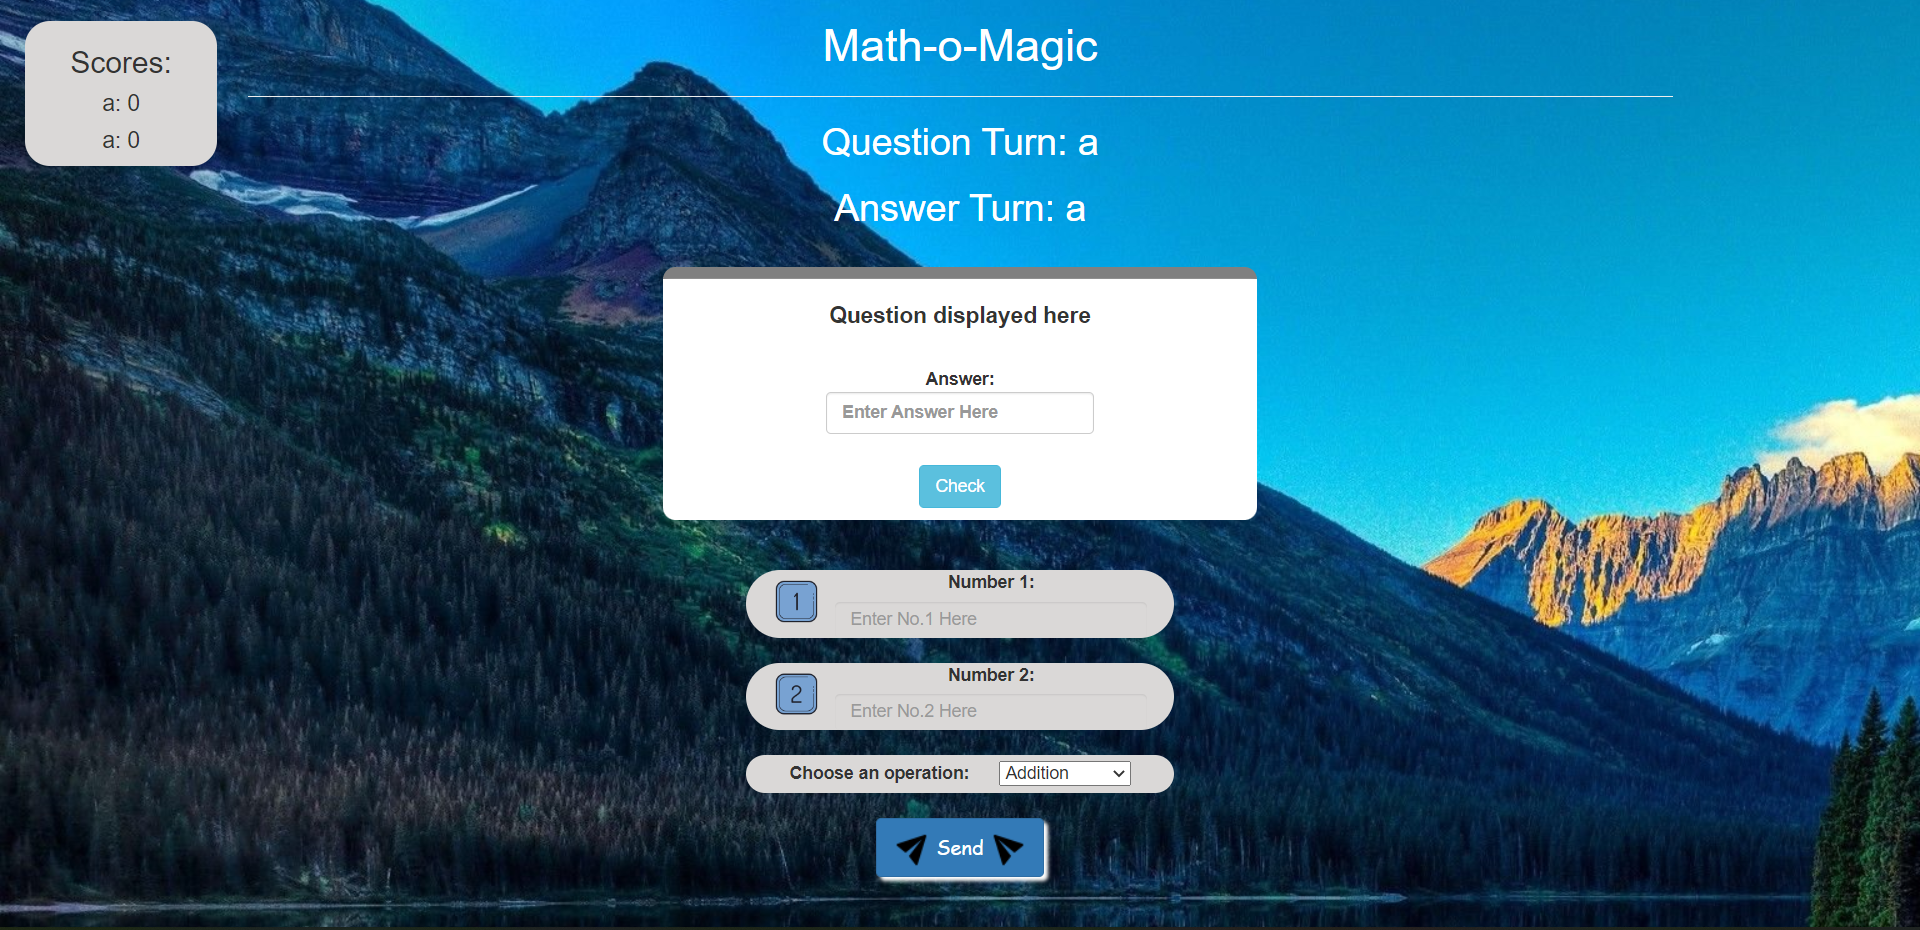 Scores:
a: 0
a: 0
Math-o-Magic
Question Turn: a
Answer Turn: a
Question displayed here
Answer:
Enter Answer Here
Check
1
Number 1:
Enter No.1 Here
2
Number 2:
Enter No.2 Here
Choose an operation: Addition
Send